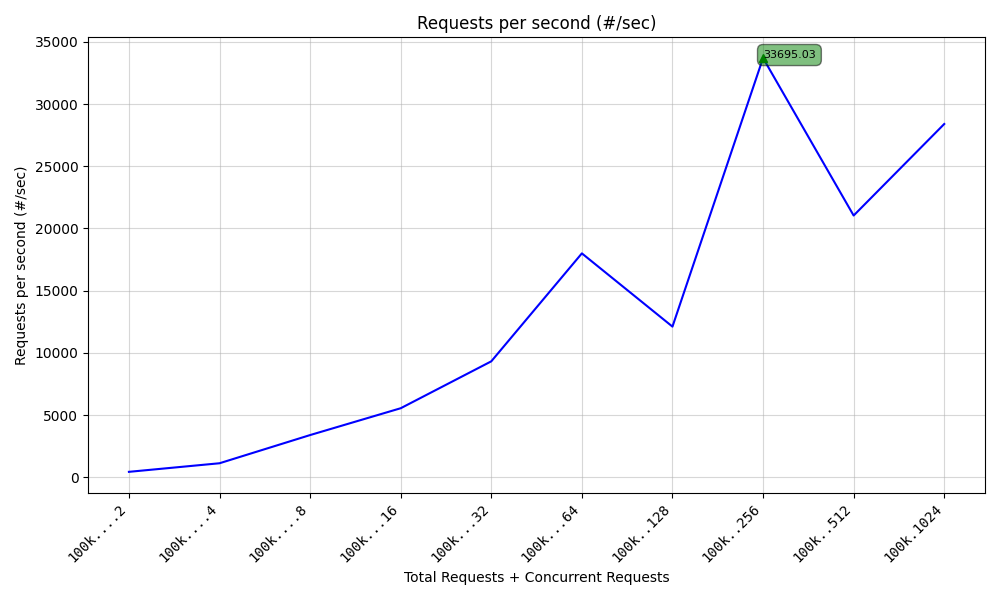 Requests per second (#/sec)
33695.03
Requests per second (#/sec)
35000
30000
25000
20000
15000
10000
5000
0
100k....2
100k....4
100k....8
100k...16
100k...32
100k...64
100k..128
100k..256
100k..512
100k.1024
Total Requests + Concurrent Requests